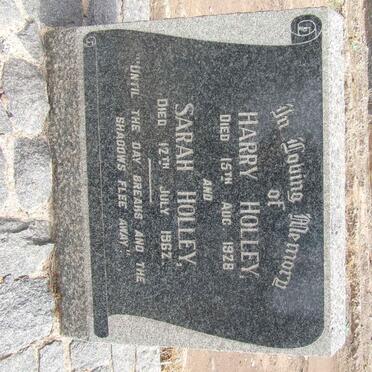 In Loving Memory
of
HARRY HOLLEY,
DIED 15TH AUG 1928
AND
SARAH HOLLEY,
DIED 12TH JULY 1962.
"UNTIL THE DAY BREAKS AND THE
SHADOWS FLEE AWAY".